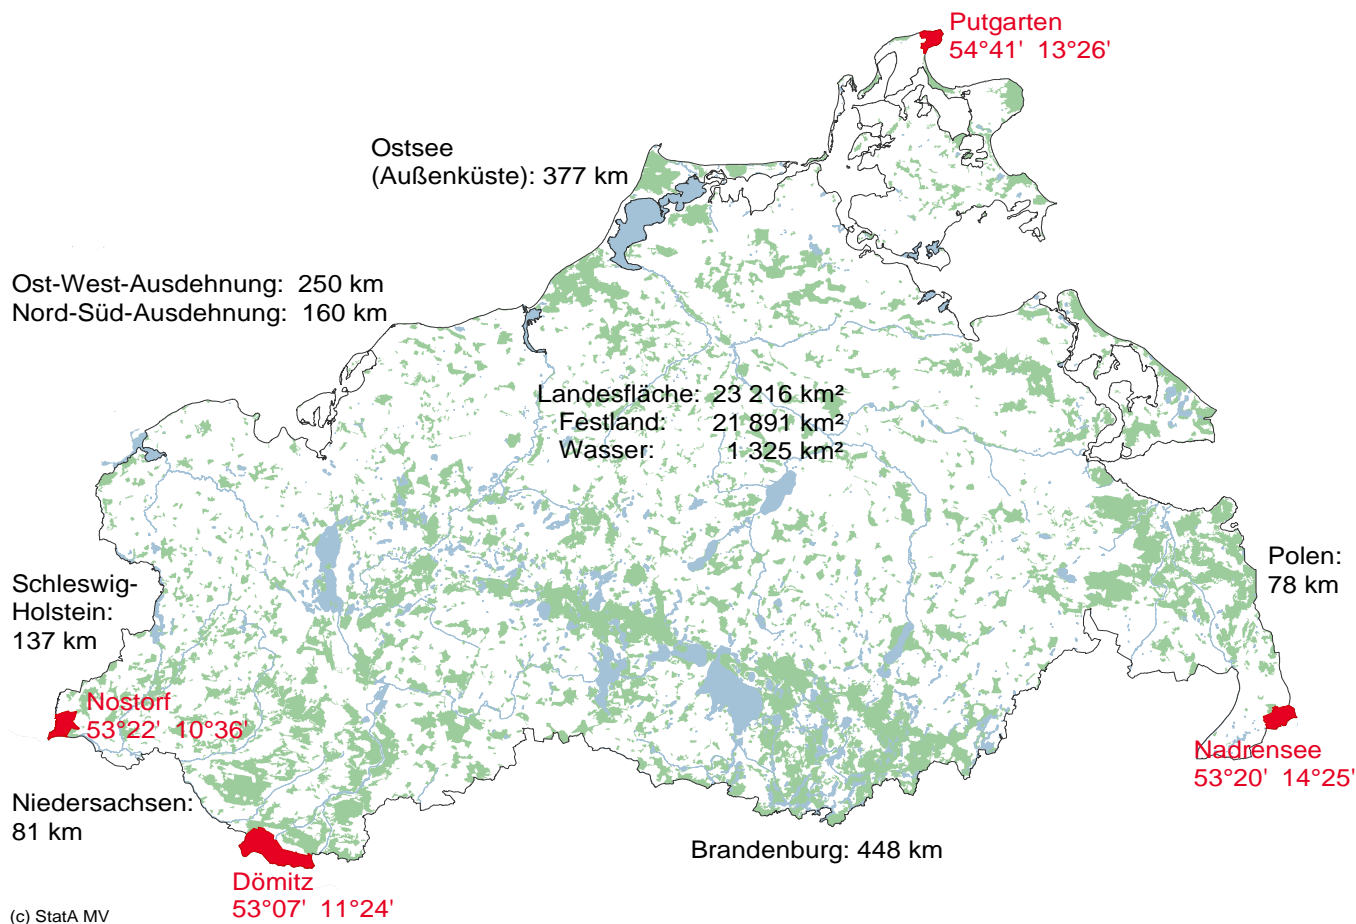 Putgarten
54°41' 13°26'
Ostsee
(Außenküste): 377 km
Ost-West-Ausdehnung: 250 km
Nord-Süd-Ausdehnung: 160 km
Landesfläche: 23 216 km²
Festland: 21 891 km²
Wasser: 1 325 km²
Schleswig-
Holstein:
137 km
Polen:
78 km
Nostorf
53°22' 10°36'
Nadrensee
53°20' 14°25'
Niedersachsen:
81 km
Brandenburg: 448 km
Dömitz
53°07' 11°24'
(c) StatA MV